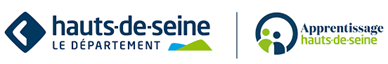 hauts-de-seine
LE DÉPARTEMENT
Apprentissage
hauts-de-seine